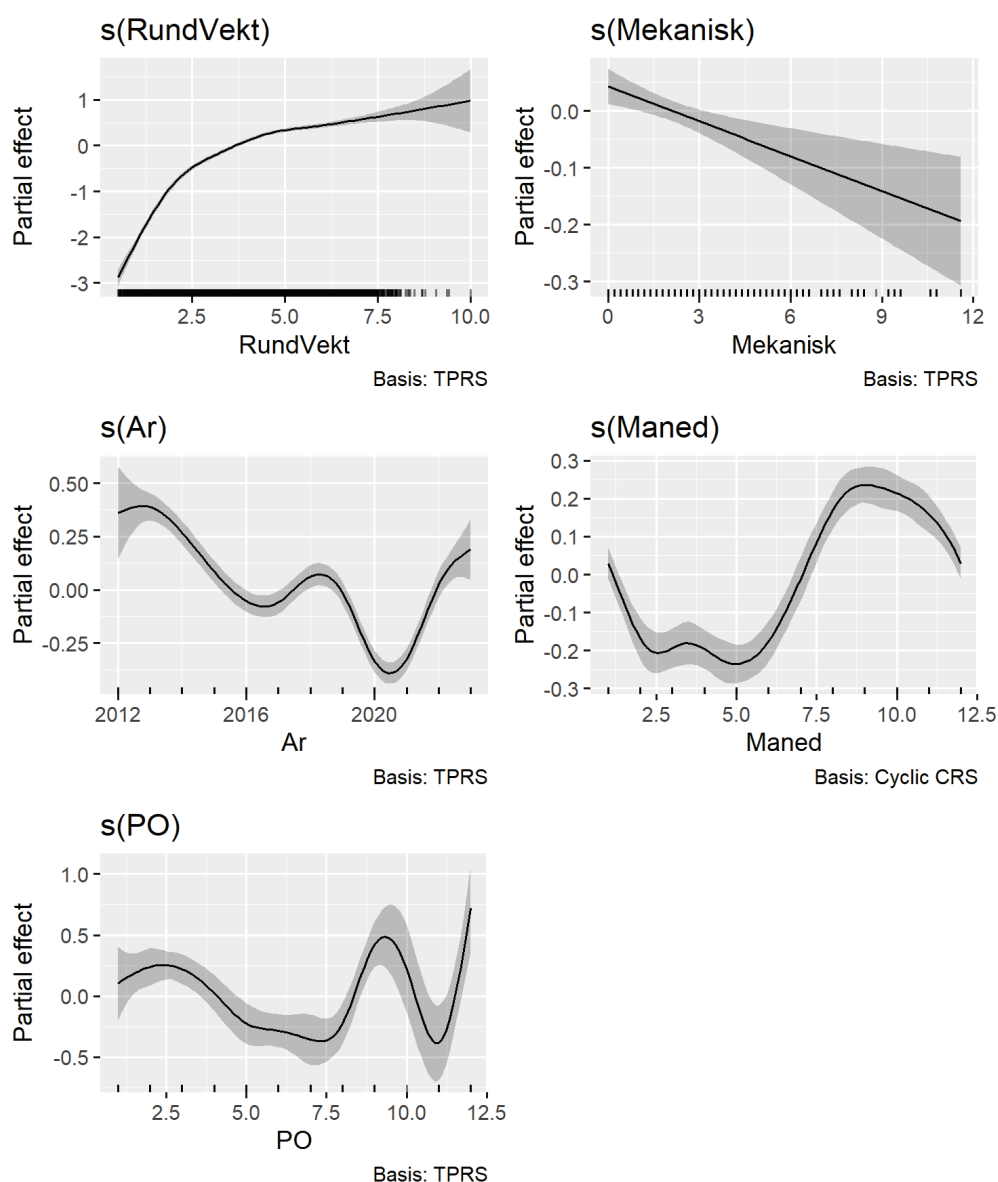 s(RundVekt)
Partial effect
1
0
-1
-2
-3
2.5 5.0 7.5 10.0
RundVekt
Basis: TPRS
s(Mekanisk)
Partial effect
0.0
-0.1
-0.2
-0.3
0 3 6 9 12
Mekanisk
Basis: TPRS
s(Ar)
Partial effect
0.50
0.25
0.00
-0.25
2012 2016 2020
Ar
Basis: TPRS
s(Maned)
Partial effect
0.3
0.2
0.1
0.0
-0.1
-0.2
-0.3
2.5 5.0 7.5 10.0 12.5
Maned
Basis: Cyclic CRS
s(PO)
Partial effect
1.0
0.5
0.0
-0.5
2.5 5.0 7.5 10.0 12.5
PO
Basis: TPRS